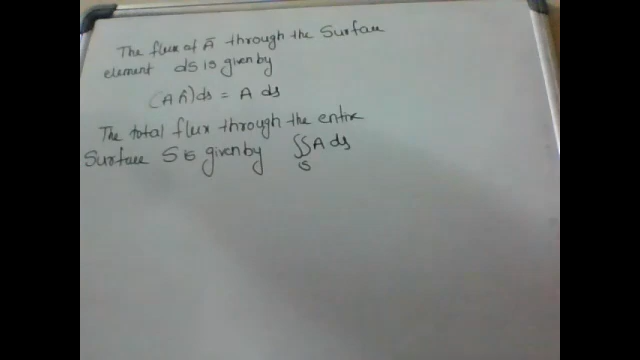 The flux of Ā through the Surface
element ds is given by
(A n̂)ds = A ds
The total flux through the entire
Surface S is given by ∬ A ds
S